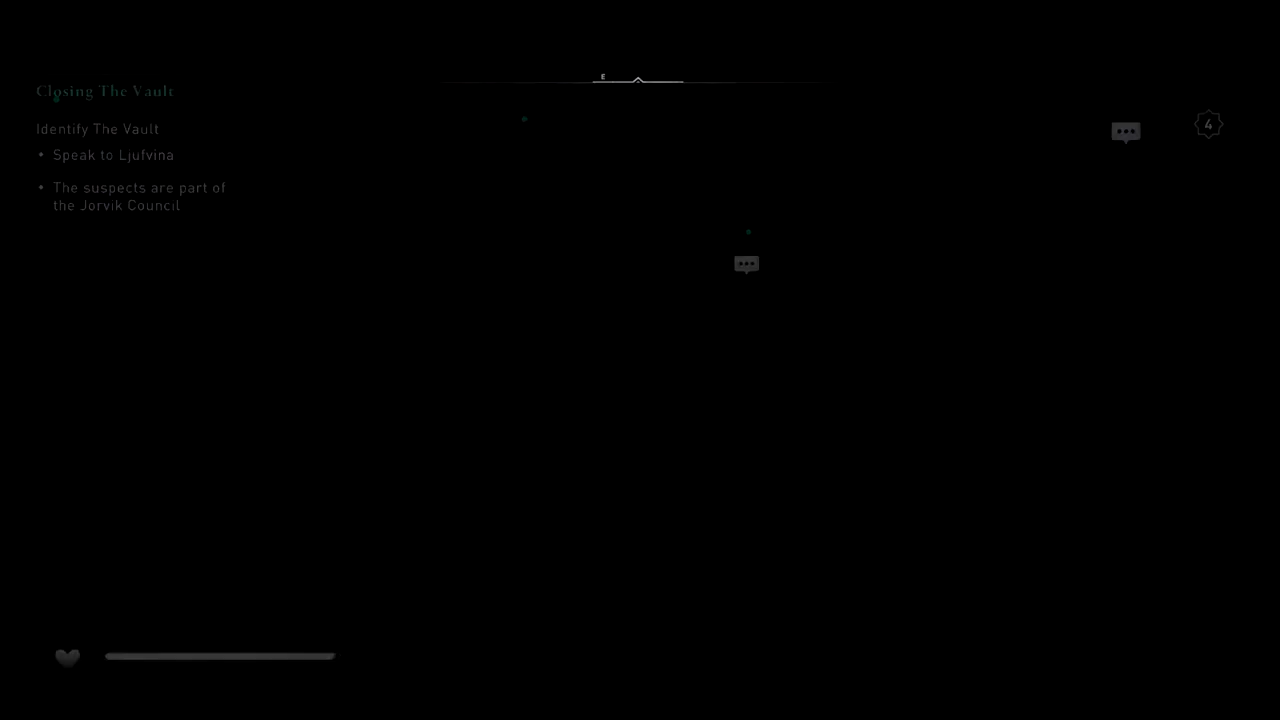 E
Closing The Vault
4
Identify The Vault
Speak to Ljufvina
The suspects are part of
the Jorvik Council